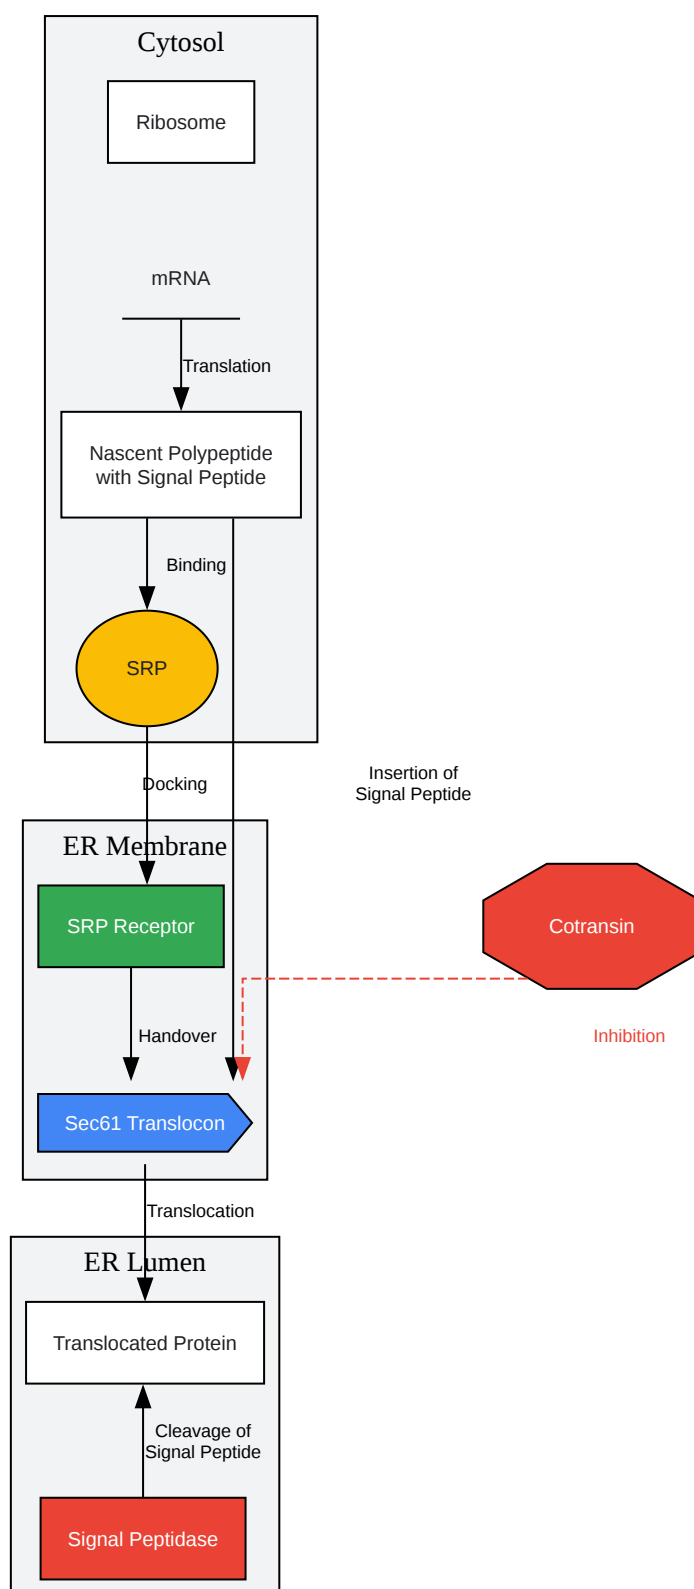 Cytosol
Ribosome
mRNA
Translation
Nascent Polypeptide
with Signal Peptide
Binding
SRP
Docking
Insertion of
Signal Peptide
ER Membrane
SRP Receptor
Cotransin
Handover
Inhibition
Sec61 Translocon
Translocation
ER Lumen
Translocated Protein
Cleavage of
Signal Peptide
Signal Peptidase